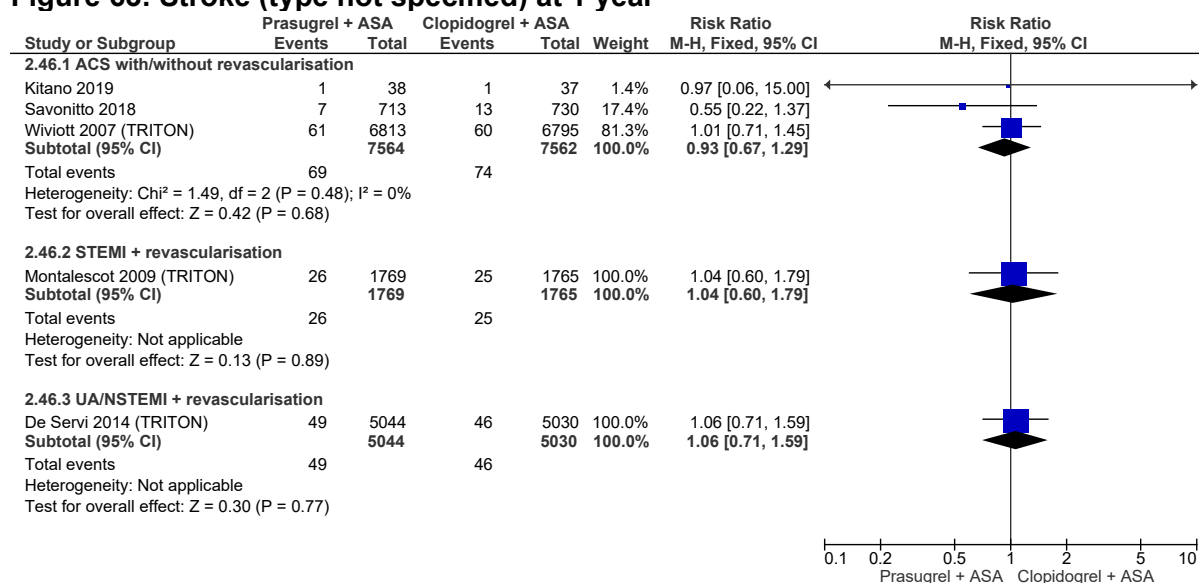 Prasugrel + ASA Clopidogrel + ASA Risk Ratio Risk Ratio
Study or Subgroup Events Total Events Total Weight M-H, Fixed, 95% CI M-H, Fixed, 95% CI
2.46.1 ACS with/without revascularisation
Kitano 2019 1 38 1 37 1.4% 0.97 [0.06, 15.00]
Savonitto 2018 7 713 13 730 17.4% 0.55 [0.22, 1.37]
Wiviott 2007 (TRITON) 61 6813 60 6795 81.3% 1.01 [0.71, 1.45]
Subtotal (95% CI) 7564 7562 100.0% 0.93 [0.67, 1.29]
Total events 69 74
Heterogeneity: Chi² = 1.49, df = 2 (P = 0.48); I² = 0%
Test for overall effect: Z = 0.42 (P = 0.68)
2.46.2 STEMI + revascularisation
Montalescot 2009 (TRITON) 26 1769 25 1765 100.0% 1.04 [0.60, 1.79]
Subtotal (95% CI) 1769 1765 100.0% 1.04 [0.60, 1.79]
Total events 26 25
Heterogeneity: Not applicable
Test for overall effect: Z = 0.13 (P = 0.89)
2.46.3 UA/NSTEMI + revascularisation
De Servi 2014 (TRITON) 49 5044 46 5030 100.0% 1.06 [0.71, 1.59]
Subtotal (95% CI) 5044 5030 100.0% 1.06 [0.71, 1.59]
Total events 49 46
Heterogeneity: Not applicable
Test for overall effect: Z = 0.30 (P = 0.77)
0.1 0.2 0.5 1 2 5 10
Prasugrel + ASA Clopidogrel + ASA